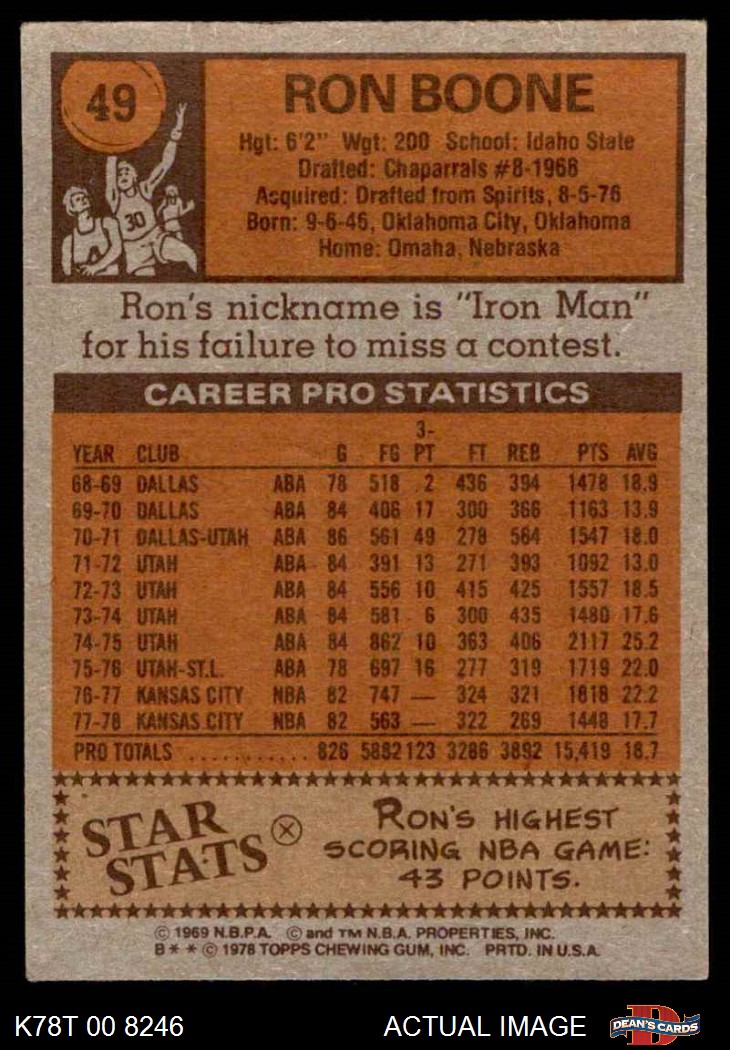 49
30
RON BOONE
Hgt: 6'2" Wgt: 200 School: Idaho State
Drafted: Chaparrals #8-1968
Acquired: Drafted from Spirits, 8-5-76
Born: 9-6-46, Oklahoma City, Oklahoma
Home: Omaha, Nebraska
Ron's nickname is "Iron Man"
for his failure to miss a contest.
CAREER PRO STATISTICS
YEAR CLUB G FG 3-PT FT REB PTS AVG
68-69 DALLAS ABA 78 518 2 436 394 1478 18.9
69-70 DALLAS ABA 84 406 17 300 366 1163 13.9
70-71 DALLAS-UTAH ABA 86 561 49 278 564 1547 18.0
71-72 UTAH ABA 84 391 13 271 393 1092 13.0
72-73 UTAH ABA 84 556 10 415 425 1557 18.5
73-74 UTAH ABA 84 581 6 300 435 1480 17.6
74-75 UTAH ABA 84 862 10 363 406 2117 25.2
75-76 UTAH-ST.L. ABA 78 697 16 277 319 1719 22.0
76-77 KANSAS CITY NBA 82 747 — 324 321 1818 22.2
77-78 KANSAS CITY NBA 82 563 — 322 269 1448 17.7
PRO TOTALS ........... 826 5882 123 3286 3892 15,419 18.7
STAR
STATS
RON'S HIGHEST
SCORING NBA GAME:
43 POINTS.
© 1969 N.B.P.A. © and TM N.B.A. PROPERTIES, INC.
B * * © 1978 TOPPS CHEWING GUM, INC. PRTD. IN U.S.A.
K78T 00 8246 ACTUAL IMAGE DEAN'S CARDS